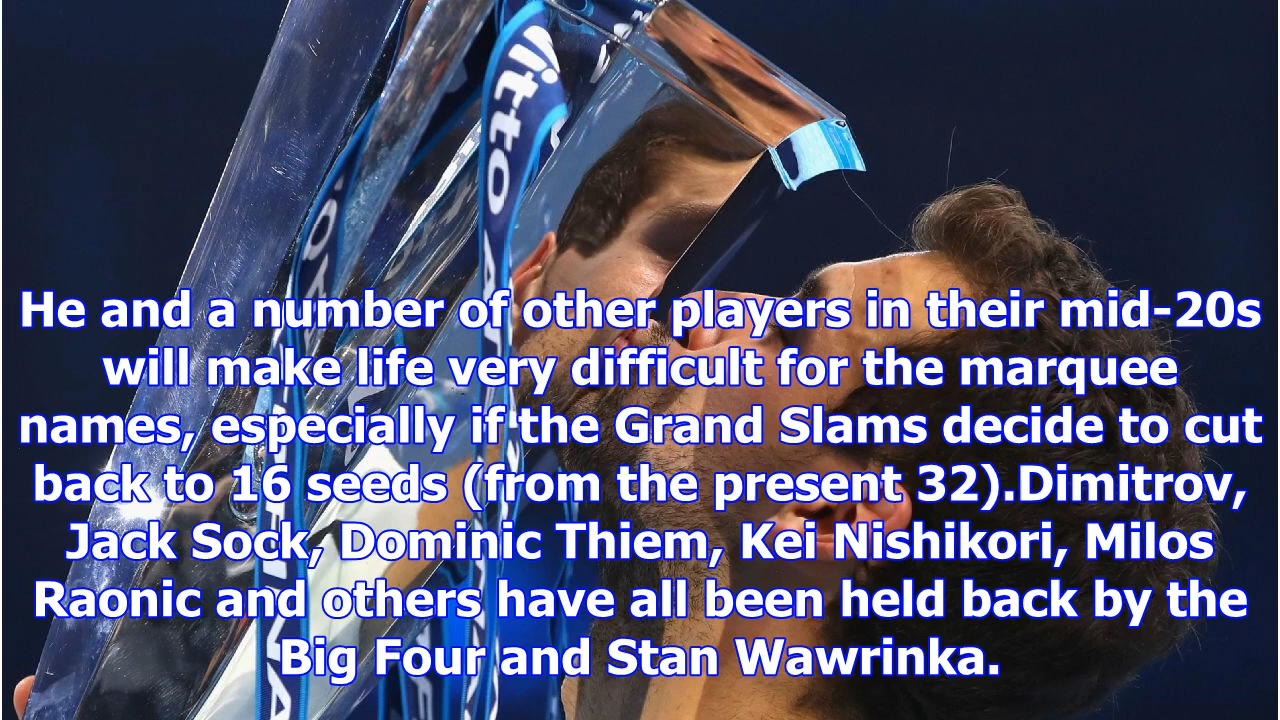 Nitto
He and a number of other players in their mid-20s
will make life very difficult for the marquee
names, especially if the Grand Slams decide to cut
back to 16 seeds (from the present 32).Dimitrov,
Jack Sock, Dominic Thiem, Kei Nishikori, Milos
Raonic and others have all been held back by the
Big Four and Stan Wawrinka.